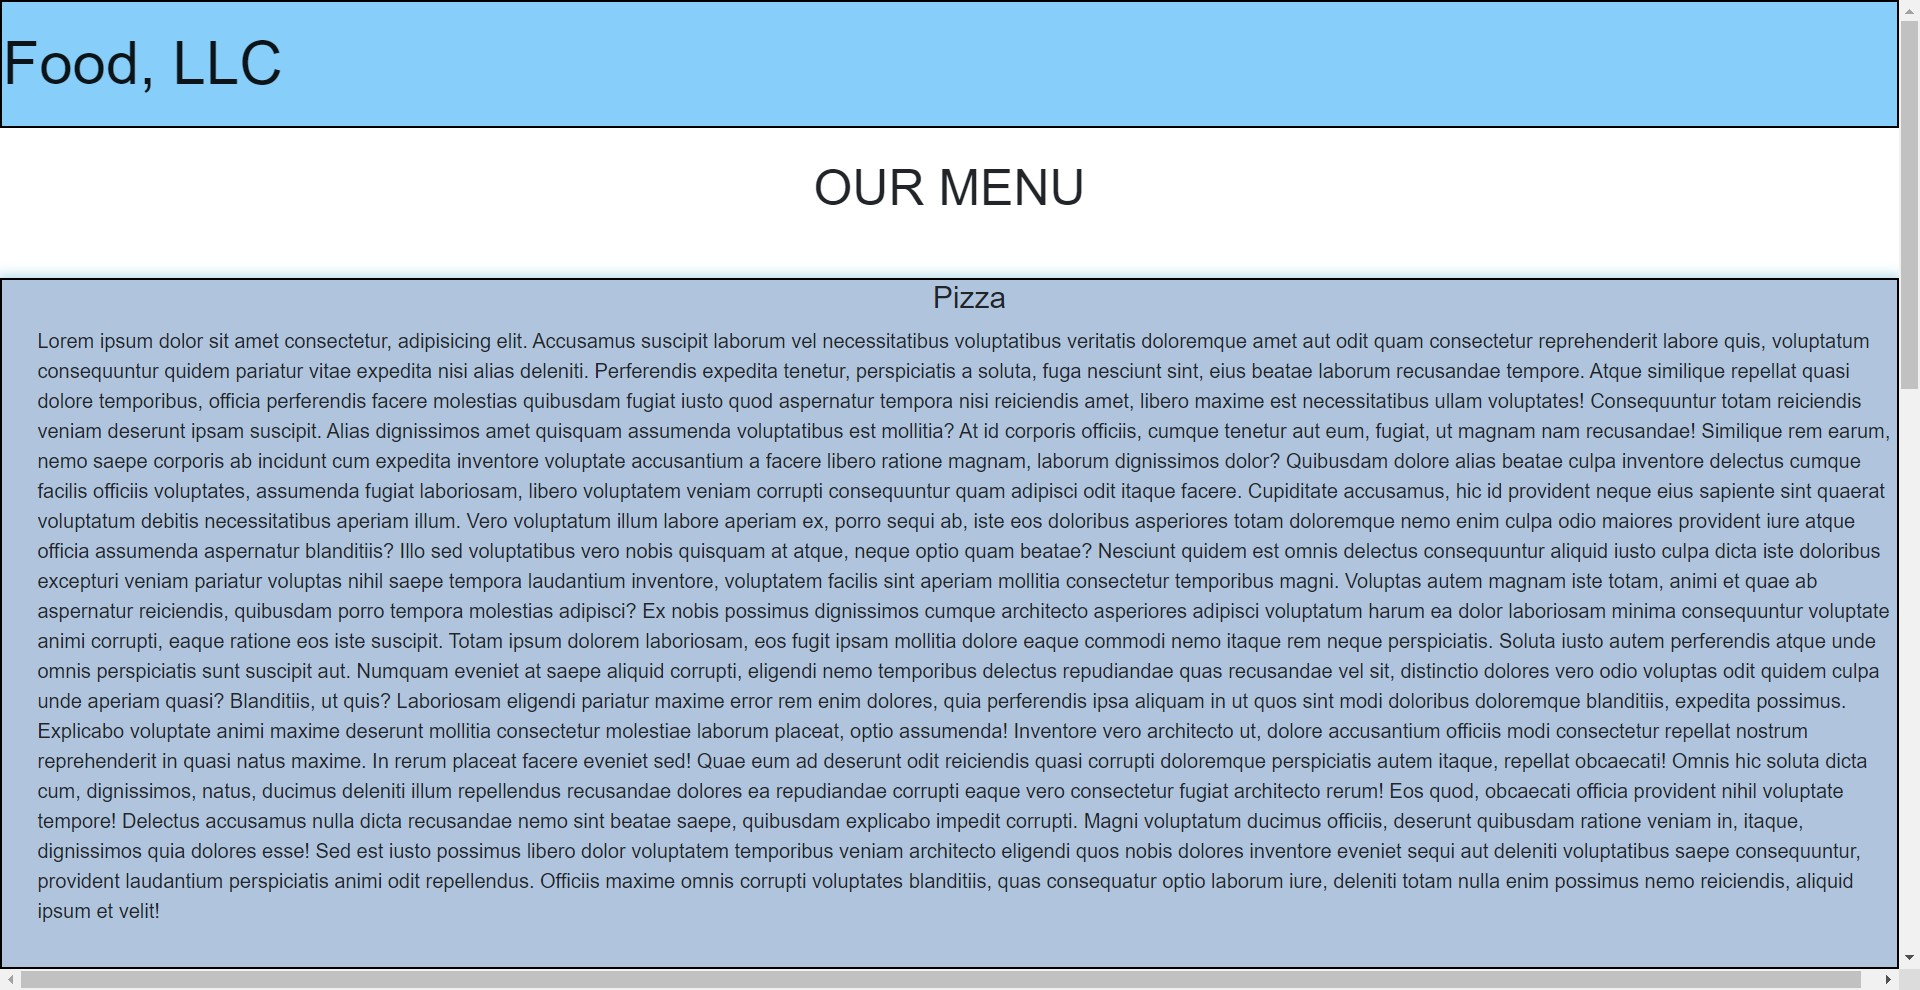 Food, LLC
OUR MENU
Pizza
Lorem ipsum dolor sit amet consectetur, adipisicing elit. Accusamus suscipit laborum vel necessitatibus voluptatibus veritatis doloremque amet aut odit quam consectetur reprehenderit labore quis, voluptatum
consequuntur quidem pariatur vitae expedita nisi alias deleniti. Perferendis expedita tenetur, perspiciatis a soluta, fuga nesciunt sint, eius beatae laborum recusandae tempore. Atque similique repellat quasi
dolore temporibus, officia perferendis facere molestias quibusdam fugiat iusto quod aspernatur tempora nisi reiciendis amet, libero maxime est necessitatibus ullam voluptates! Consequuntur totam reiciendis
veniam deserunt ipsam suscipit. Alias dignissimos amet quisquam assumenda voluptatibus est mollitia? At id corporis officiis, cumque tenetur aut eum, fugiat, ut magnam nam recusandae! Similique rem earum,
nemo saepe corporis ab incidunt cum expedita inventore voluptate accusantium a facere libero ratione magnam, laborum dignissimos dolor? Quibusdam dolore alias beatae culpa inventore delectus cumque
facilis officiis voluptates, assumenda fugiat laboriosam, libero voluptatem veniam corrupti consequuntur quam adipisci odit itaque facere. Cupiditate accusamus, hic id provident neque eius sapiente sint quaerat
voluptatum debitis necessitatibus aperiam illum. Vero voluptatum illum labore aperiam ex, porro sequi ab, iste eos doloribus asperiores totam doloremque nemo enim culpa odio maiores provident iure atque
officia assumenda aspernatur blanditiis? Illo sed voluptatibus vero nobis quisquam at atque, neque optio quam beatae? Nesciunt quidem est omnis delectus consequuntur aliquid iusto culpa dicta iste doloribus
excepturi veniam pariatur voluptas nihil saepe tempora laudantium inventore, voluptatem facilis sint aperiam mollitia consectetur temporibus magni. Voluptas autem magnam iste totam, animi et quae ab
aspernatur reiciendis, quibusdam porro tempora molestias adipisci? Ex nobis possimus dignissimos cumque architecto asperiores adipisci voluptatum harum ea dolor laboriosam minima consequuntur voluptate
animi corrupti, eaque ratione eos iste suscipit. Totam ipsum dolorem laboriosam, eos fugit ipsam mollitia dolore eaque commodi nemo itaque rem neque perspiciatis. Soluta iusto autem perferendis atque unde
omnis perspiciatis sunt suscipit aut. Numquam eveniet at saepe aliquid corrupti, eligendi nemo temporibus delectus repudiandae quas recusandae vel sit, distinctio dolores vero odio voluptas odit quidem culpa
unde aperiam quasi? Blanditiis, ut quis? Laboriosam eligendi pariatur maxime error rem enim dolores, quia perferendis ipsa aliquam in ut quos sint modi doloribus doloremque blanditiis, expedita possimus.
Explicabo voluptate animi maxime deserunt mollitia consectetur molestiae laborum placeat, optio assumenda! Inventore vero architecto ut, dolore accusantium officiis modi consectetur repellat nostrum
reprehenderit in quasi natus maxime. In rerum placeat facere eveniet sed! Quae eum ad deserunt odit reiciendis quasi corrupti doloremque perspiciatis autem itaque, repellat obcaecati! Omnis hic soluta dicta
cum, dignissimos, natus, ducimus deleniti illum repellendus recusandae dolores ea repudiandae corrupti eaque vero consectetur fugiat architecto rerum! Eos quod, obcaecati officia provident nihil voluptate
tempore! Delectus accusamus nulla dicta recusandae nemo sint beatae saepe, quibusdam explicabo impedit corrupti. Magni voluptatum ducimus officiis, deserunt quibusdam ratione veniam in, itaque,
dignissimos quia dolores esse! Sed est iusto possimus libero dolor voluptatem temporibus veniam architecto eligendi quos nobis dolores inventore eveniet sequi aut deleniti voluptatibus saepe consequuntur,
provident laudantium perspiciatis animi odit repellendus. Officiis maxime omnis corrupti voluptates blanditiis, quas consequatur optio laborum iure, deleniti totam nulla enim possimus nemo reiciendis, aliquid
ipsum et velit!